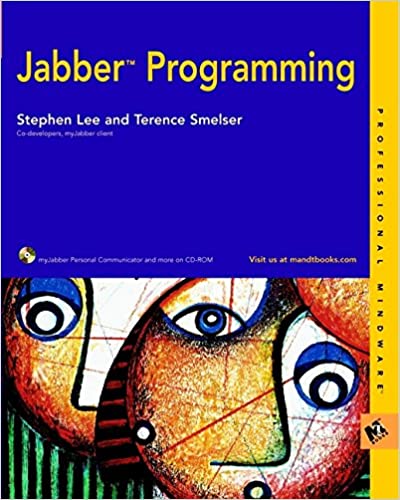 Jabber™ Programming
Stephen Lee and Terence Smelser
Co-developers, myJabber client
myJabber Personal Communicator and more on CD-ROM
Visit us at mandtbooks.com
PROFESSIONAL MINDWARE™